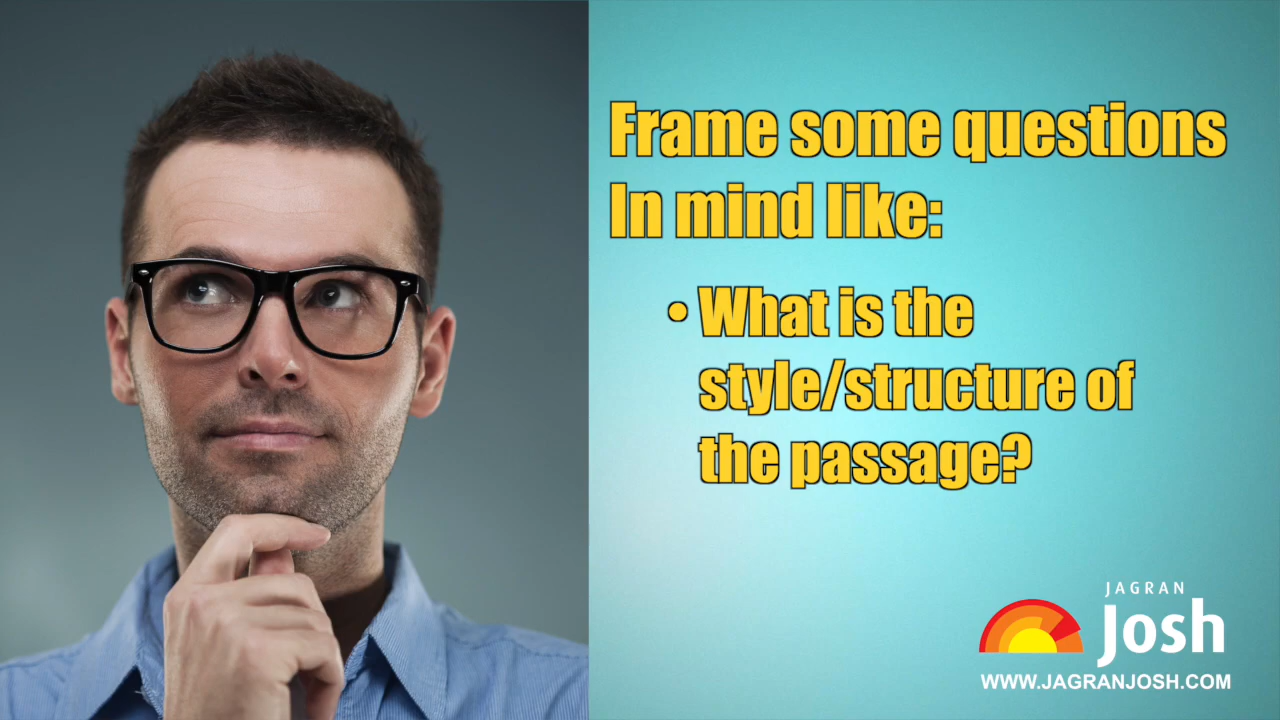 Frame some questions
In mind like:
• What is the
style/structure of
the passage?
JAGRAN
Josh
WWW.JAGRANJOSH.COM